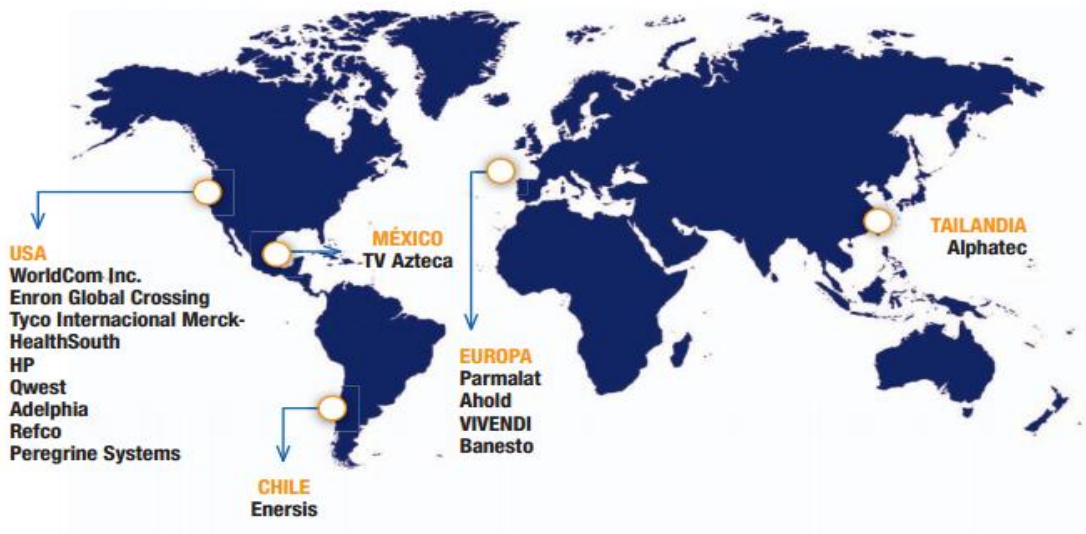 USA
WorldCom Inc.
Enron Global Crossing
Tyco Internacional Merck-
HealthSouth
HP
Qwest
Adelphia
Refco
Peregrine Systems
MÉXICO
TV Azteca
CHILE
Enersis
EUROPA
Parmalat
Ahold
VIVENDI
Banesto
TAILANDIA
Alphatec